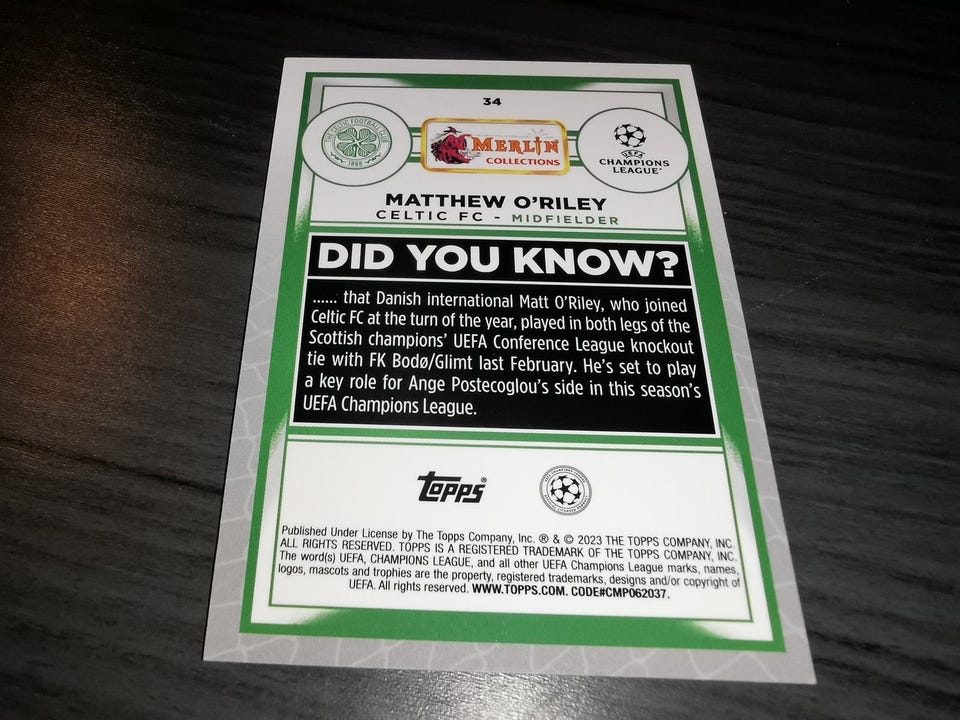 34
THE CELTIC FOOTBALL CLUB
1888
MERLIN
COLLECTIONS
UEFA
CHAMPIONS
LEAGUE
MATTHEW O'RILEY
CELTIC FC - MIDFIELDER
DID YOU KNOW?
...... that Danish international Matt O'Riley, who joined
Celtic FC at the turn of the year, played in both legs of the
Scottish champions' UEFA Conference League knockout
tie with FK Bodø/Glimt last February. He's set to play
a key role for Ange Postecoglou's side in this season's
UEFA Champions League.
Topps®
Published Under License by The Topps Company, Inc. ® & © 2023 THE TOPPS COMPANY, INC.
ALL RIGHTS RESERVED. TOPPS IS A REGISTERED TRADEMARK OF THE TOPPS COMPANY, INC.
The word(s) UEFA, CHAMPIONS LEAGUE, and all other UEFA Champions League marks, names,
logos, mascots and trophies are the property, registered trademarks, designs and/or copyright of
UEFA. All rights reserved. WWW.TOPPS.COM. CODE#CMP062037.